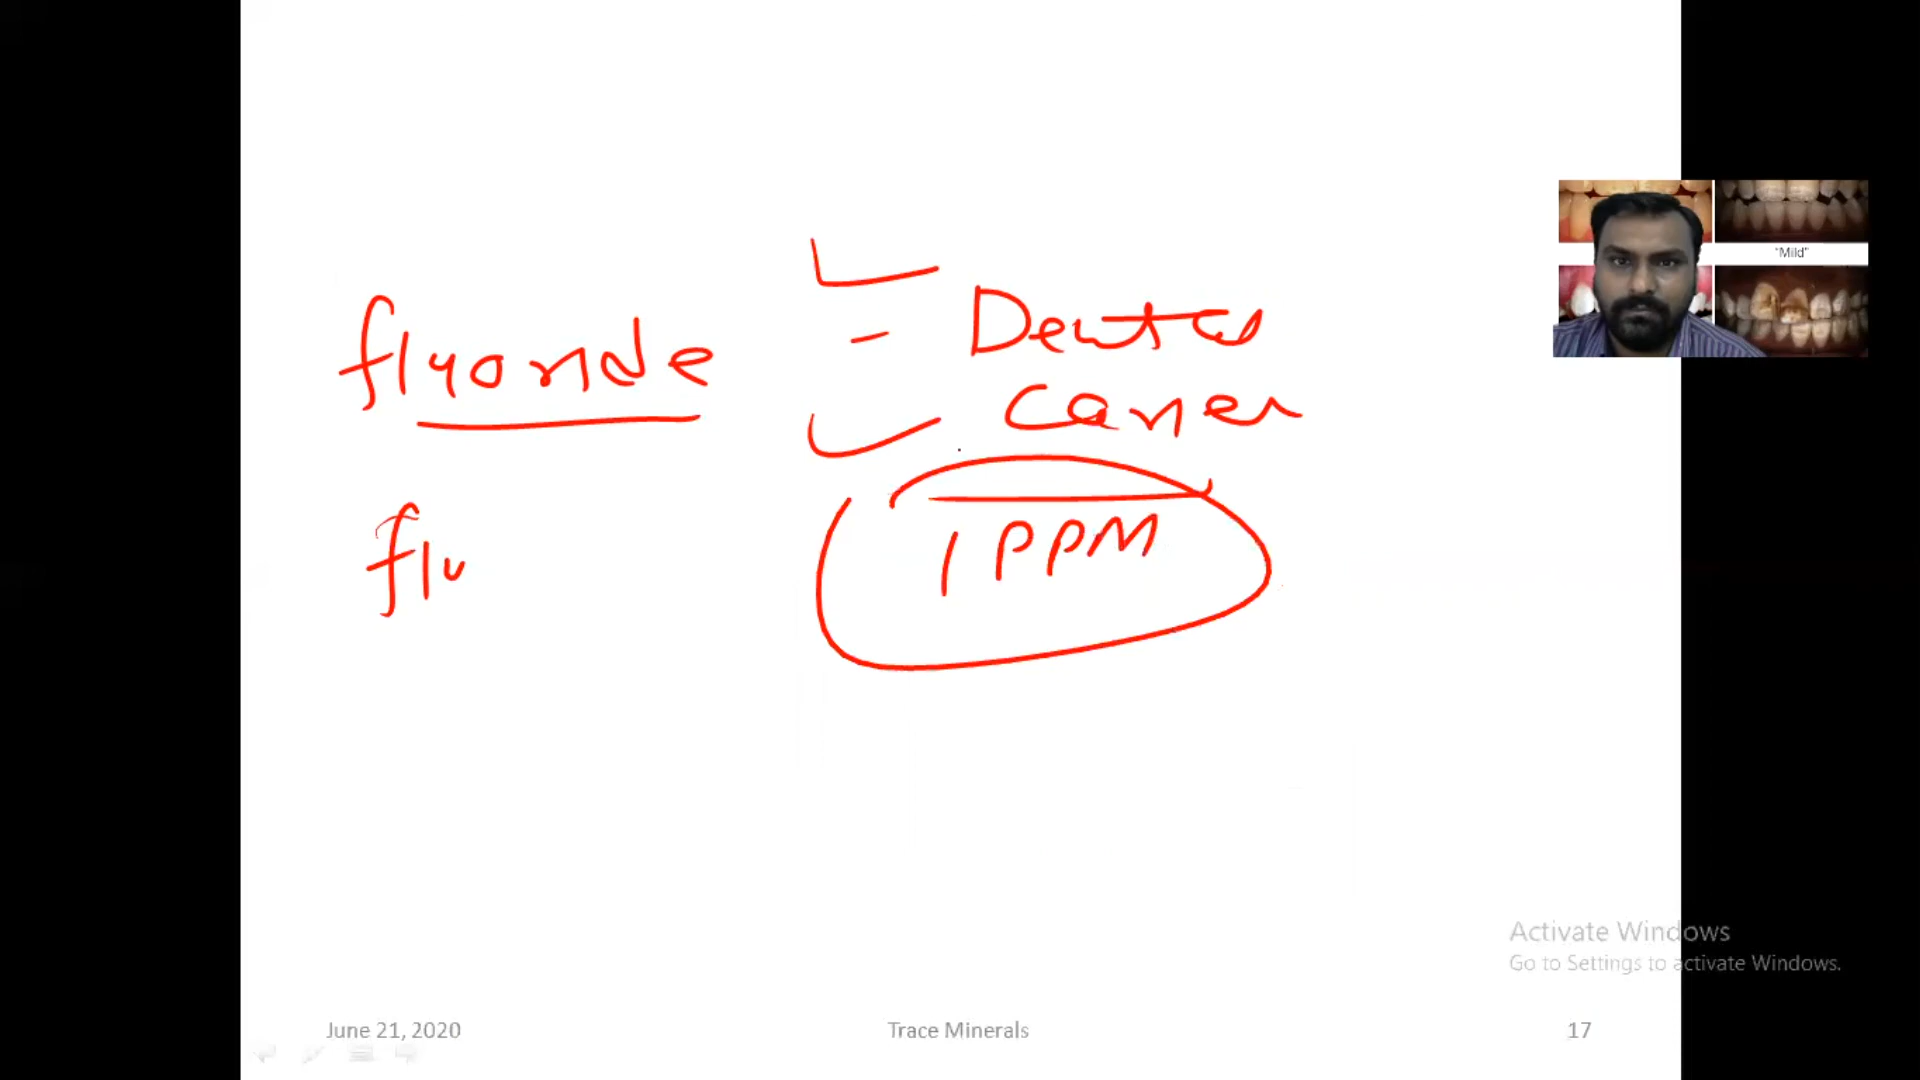 fluoride - Dental
Caries
1 PPM
flu
"Mild"
Activate Windows
Go to Settings to activate Windows.
June 21, 2020 Trace Minerals 17